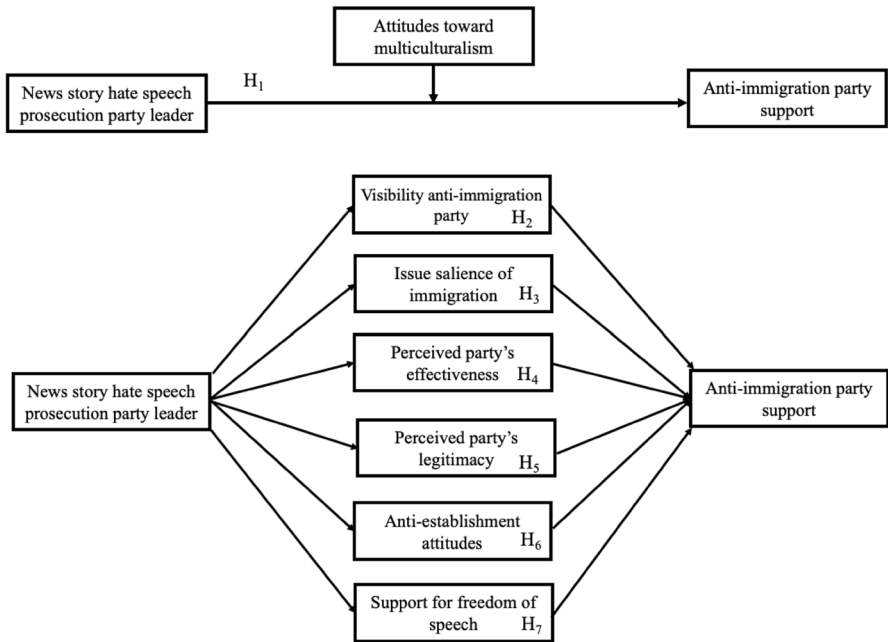 Attitudes toward
multiculturalism
H₁
News story hate speech
prosecution party leader
Anti-immigration party
support
Visibility anti-immigration
party H₂
Issue salience of
immigration H₃
Perceived party's
effectiveness H₄
News story hate speech
prosecution party leader
Anti-immigration party
support
Perceived party's
legitimacy H₅
Anti-establishment
attitudes H₆
Support for freedom of
speech H₇